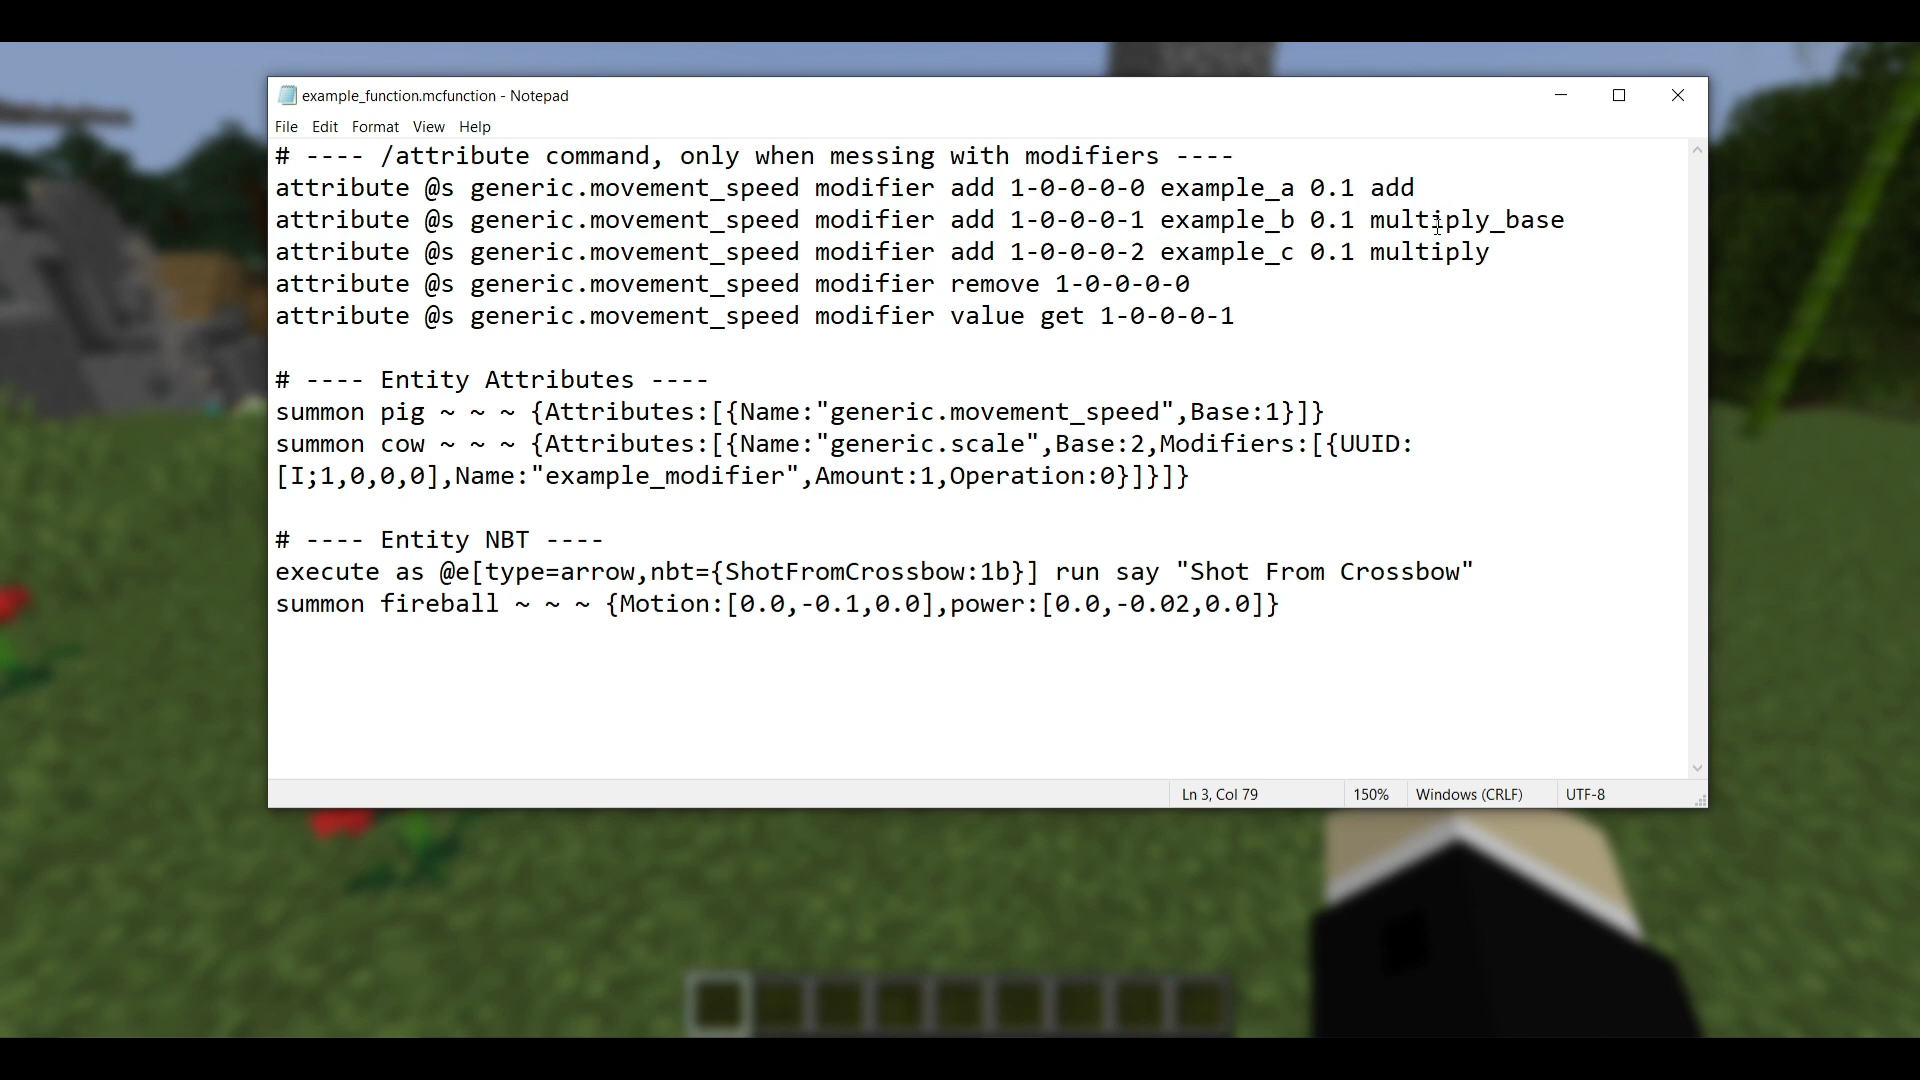 example_function.mcfunction - Notepad
File Edit Format View Help
# ---- /attribute command, only when messing with modifiers ----
attribute @s generic.movement_speed modifier add 1-0-0-0-0 example_a 0.1 add
attribute @s generic.movement_speed modifier add 1-0-0-0-1 example_b 0.1 multiply_base
attribute @s generic.movement_speed modifier add 1-0-0-0-2 example_c 0.1 multiply
attribute @s generic.movement_speed modifier remove 1-0-0-0-0
attribute @s generic.movement_speed modifier value get 1-0-0-0-1
# ---- Entity Attributes ----
summon pig ~ ~ ~ {Attributes:[{Name:"generic.movement_speed",Base:1}]}
summon cow ~ ~ ~ {Attributes:[{Name:"generic.scale",Base:2,Modifiers:[{UUID:
[I;1,0,0,0],Name:"example_modifier",Amount:1,Operation:0}]}]}
# ---- Entity NBT ----
execute as @e[type=arrow,nbt={ShotFromCrossbow:1b}] run say "Shot From Crossbow"
summon fireball ~ ~ ~ {Motion:[0.0,-0.1,0.0],power:[0.0,-0.02,0.0]}
Ln 3, Col 79 150% Windows (CRLF) UTF-8